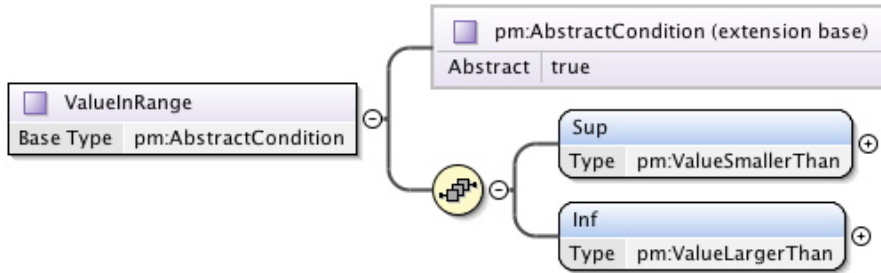 pm:AbstractCondition (extension base)
Abstract true
ValueInRange
Base Type pm:AbstractCondition
Sup
Type pm:ValueSmallerThan
Inf
Type pm:ValueLargerThan